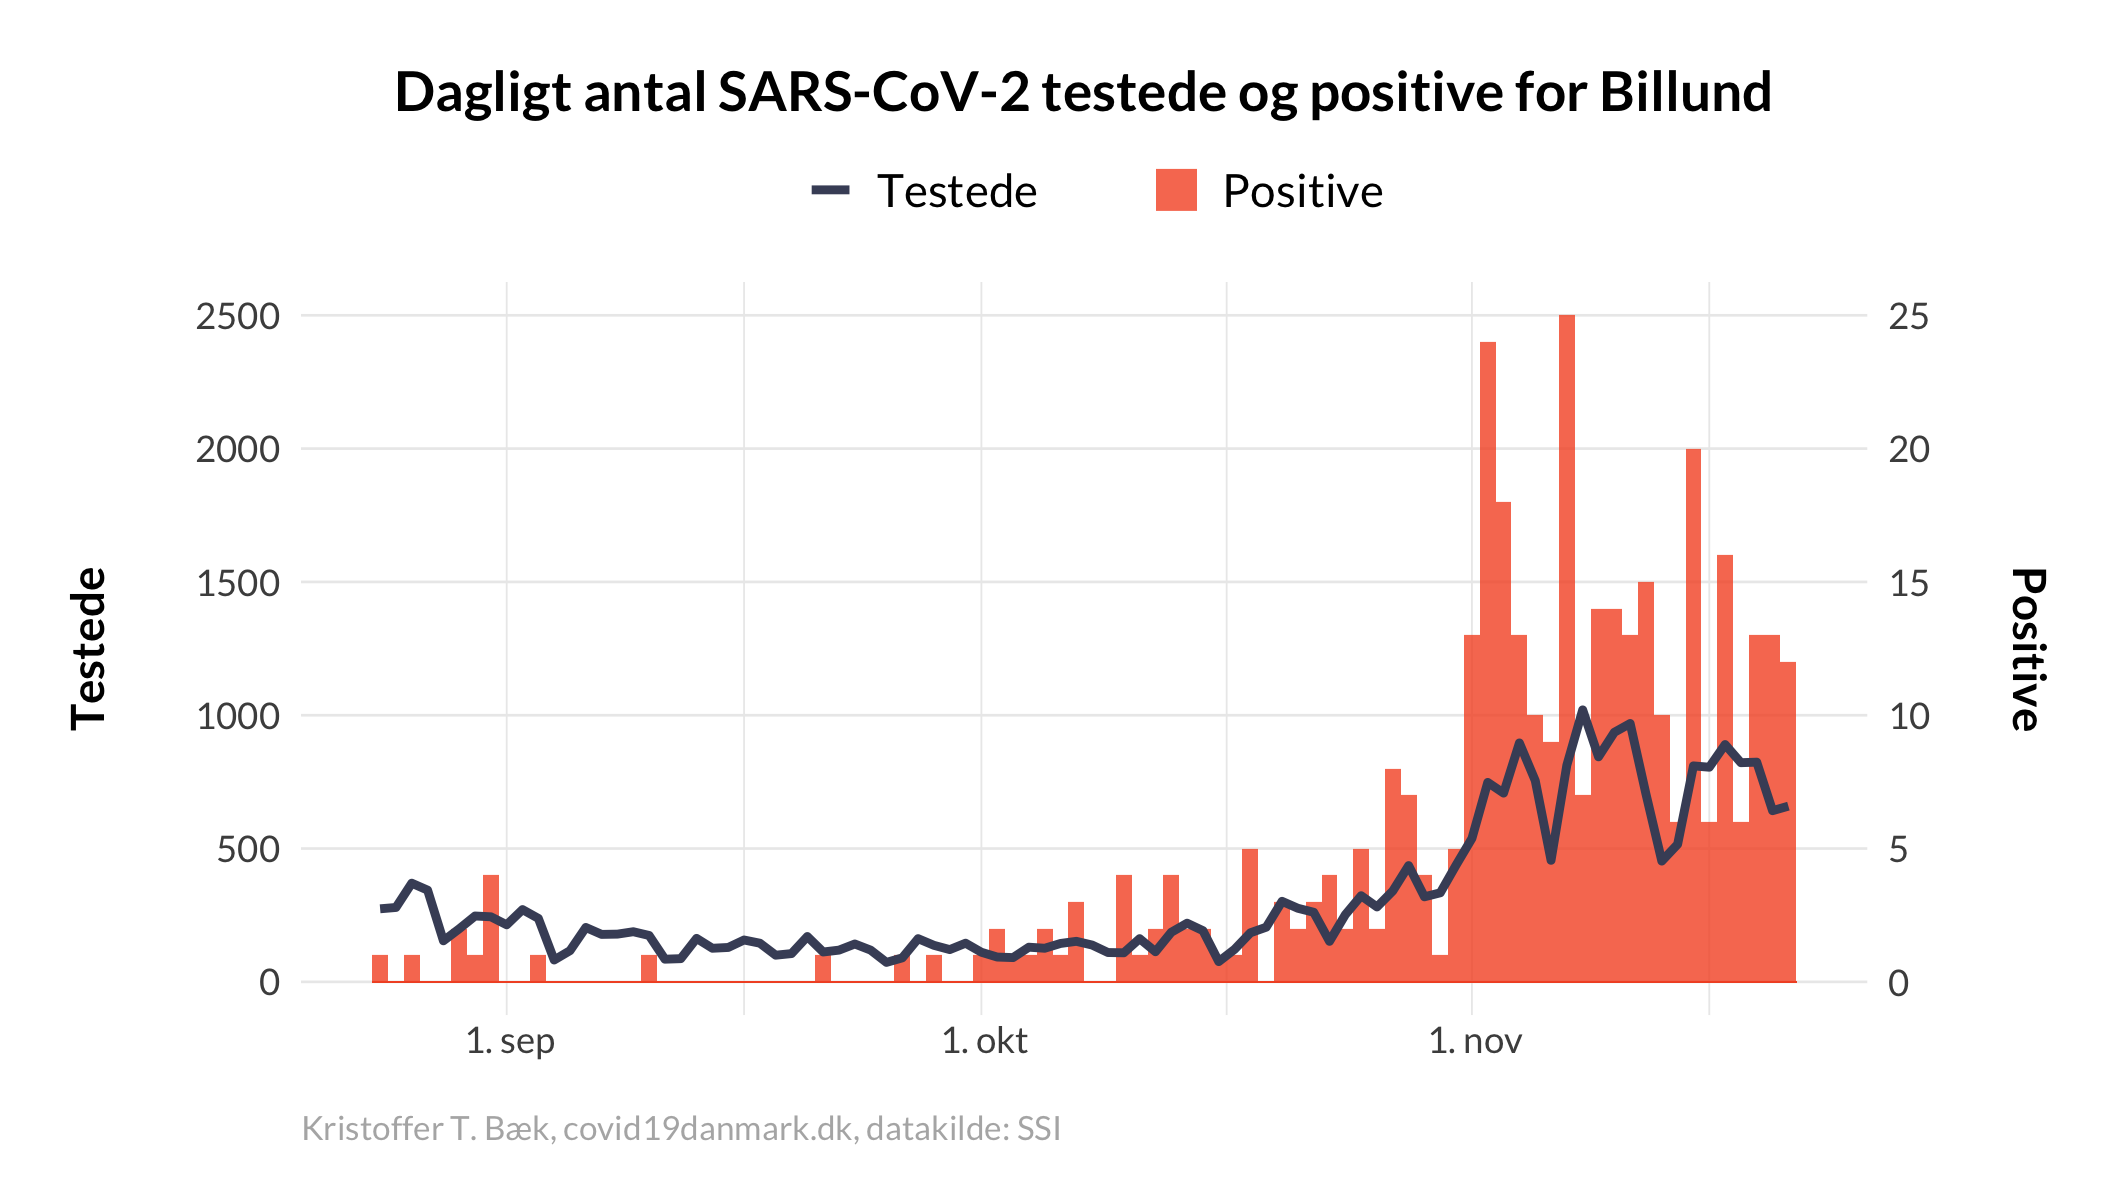 Dagligt antal SARS-CoV-2 testede og positive for Billund
Testede Positive
2500 25
2000 20
1500 15
1000 10
500 5
0 0
Testede
Positive
1. sep 1. okt 1. nov
Kristoffer T. Bæk, covid19danmark.dk, datakilde: SSI